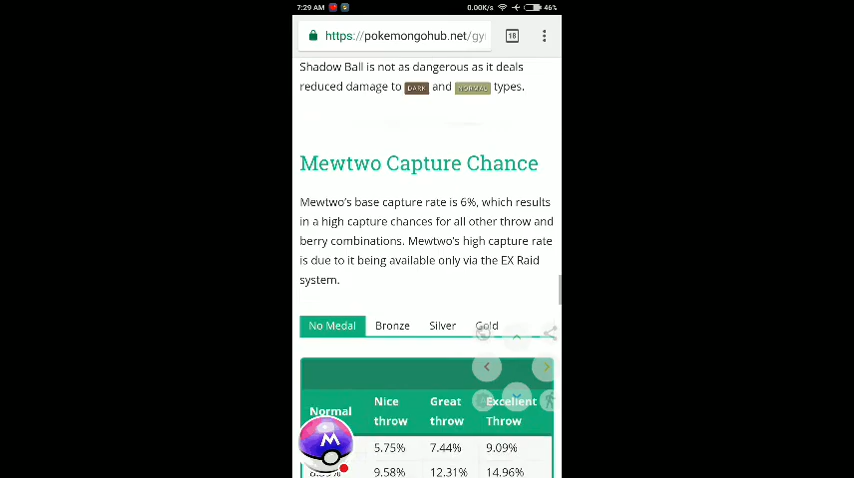 7:29 AM
0.00K/s
46%
https://pokemongohub.net/gy
18
Shadow Ball is not as dangerous as it deals
reduced damage to DARK and NORMAL types.
Mewtwo Capture Chance
Mewtwo's base capture rate is 6%, which results
in a high capture chances for all other throw and
berry combinations. Mewtwo's high capture rate
is due to it being available only via the EX Raid
system.
No Medal Bronze Silver Gold
Normal
Nice throw
Great throw
Excellent Throw
M
5.75% 7.44% 9.09%
9.58% 12.31% 14.96%